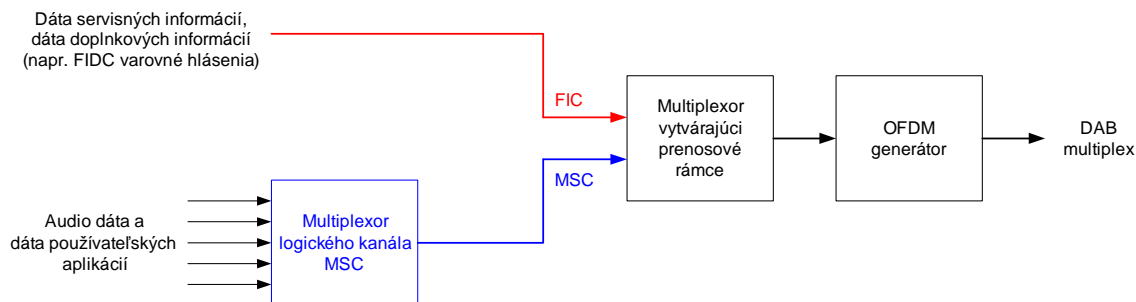 Dáta servisných informácií,
dáta doplnkových informácií
(napr. FIDC varovné hlásenia)
FIC
MSC
Multiplexor
vytvárajúci
prenosové
rámce
OFDM
generátor
DAB
multiplex
Audio dáta a
dáta používateľských
aplikácií
Multiplexor
logického kanála
MSC